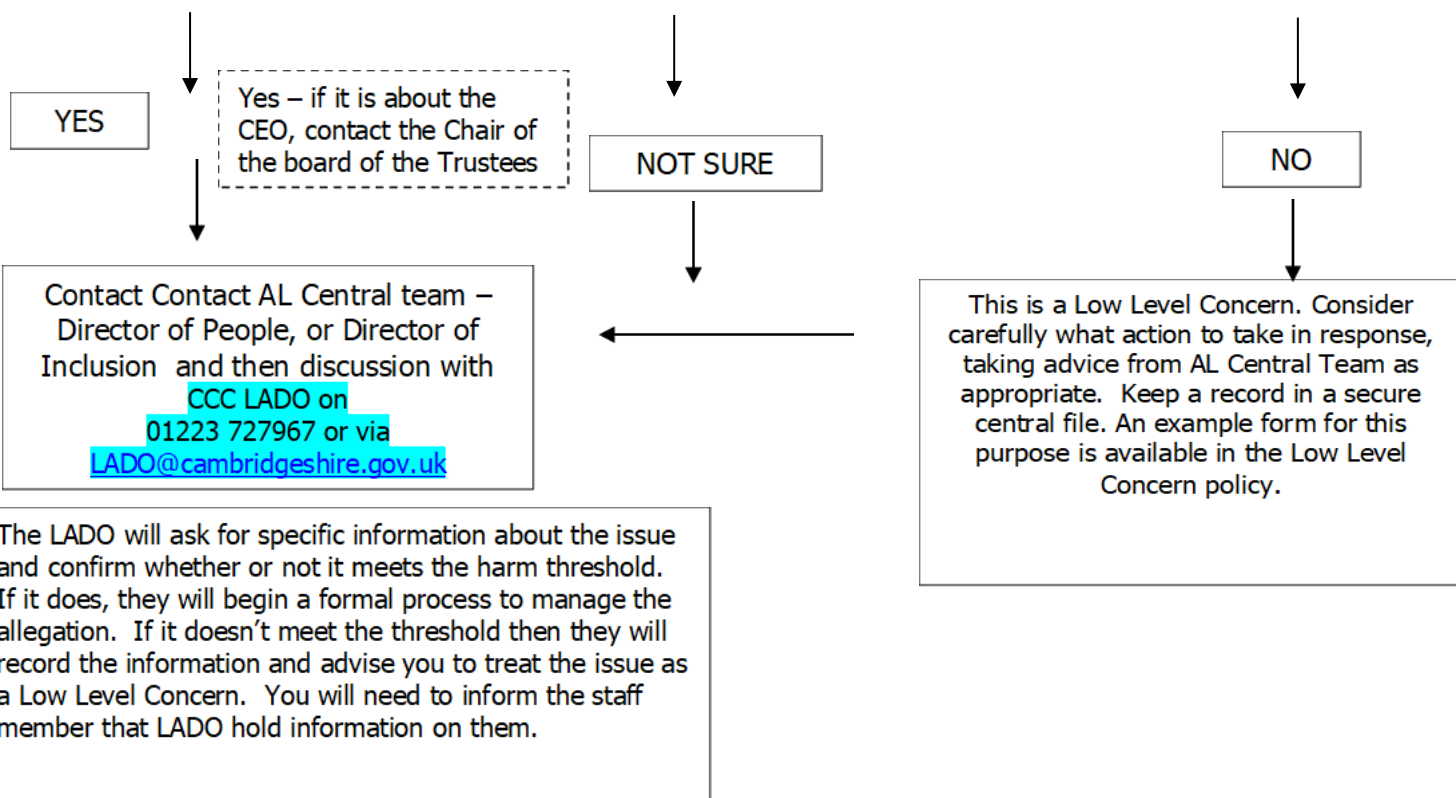 YES
Yes – if it is about the
CEO, contact the Chair of
the board of the Trustees
NOT SURE
NO
Contact Contact AL Central team –
Director of People, or Director of
Inclusion  and then discussion with
CCC LADO on
01223 727967 or via
LADO@cambridgeshire.gov.uk
This is a Low Level Concern. Consider
carefully what action to take in response,
taking advice from AL Central Team as
appropriate.  Keep a record in a secure
central file. An example form for this
purpose is available in the Low Level
Concern policy.
The LADO will ask for specific information about the issue
and confirm whether or not it meets the harm threshold.
If it does, they will begin a formal process to manage the
allegation.  If it doesn’t meet the threshold then they will
record the information and advise you to treat the issue as
a Low Level Concern.  You will need to inform the staff
member that LADO hold information on them.